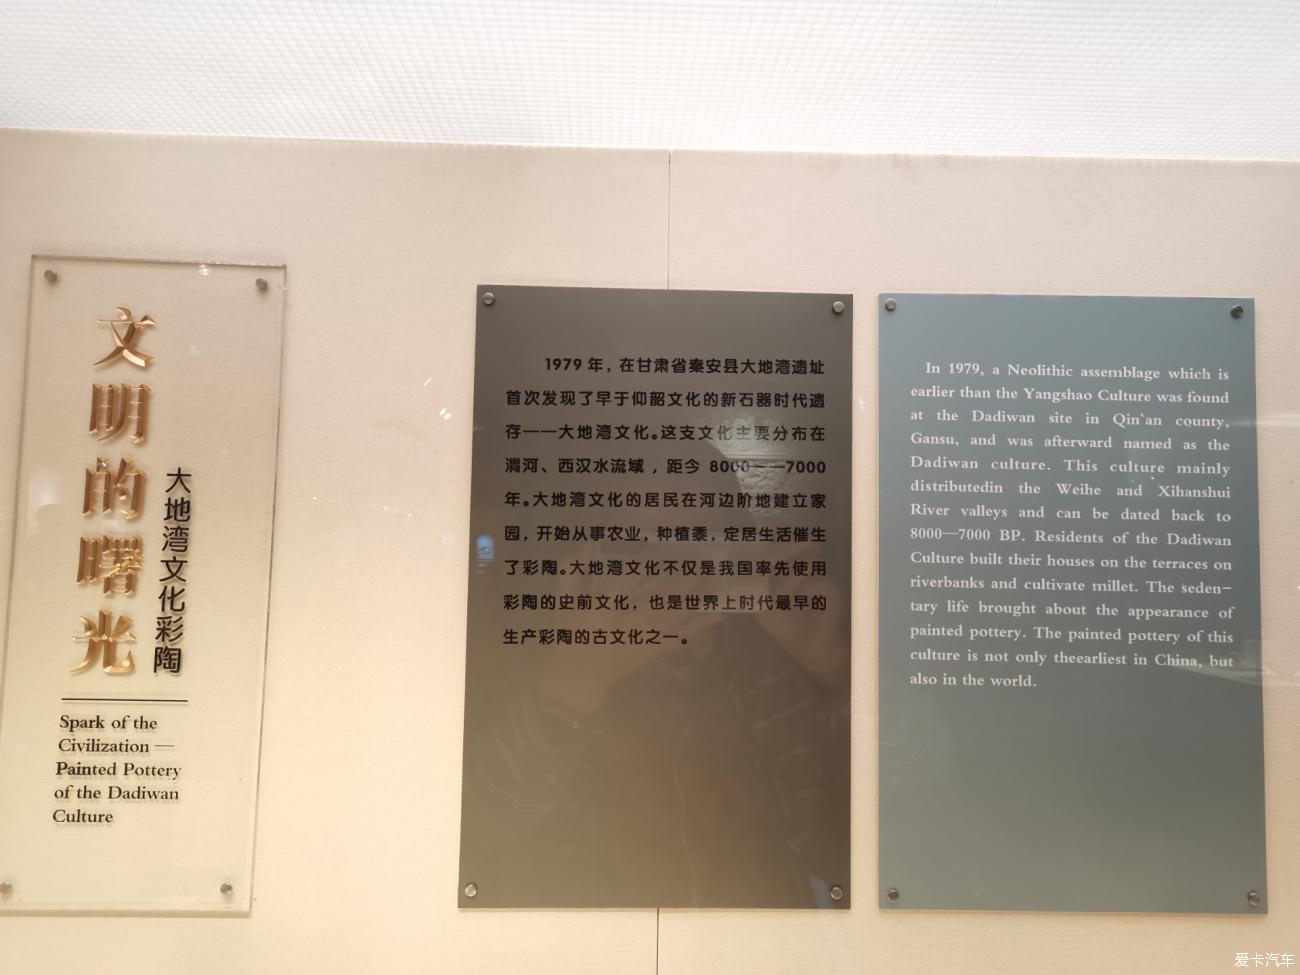 文明的曙光
大地湾文化彩陶
Spark of the
Civilization —
Painted Pottery
of the Dadiwan
Culture
1979 年，在甘肃省秦安县大地湾遗址
首次发现了早于仰韶文化的新石器时代遗
存——大地湾文化。这支文化主要分布在
渭河、西汉水流域，距今 8000——7000
年。大地湾文化的居民在河边阶地建立家
园，开始从事农业，种植黍，定居生活催生
了彩陶。大地湾文化不仅是我国率先使用
彩陶的史前文化，也是世界上时代最早的
生产彩陶的古文化之一。
In 1979, a Neolithic assemblage which is
earlier than the Yangshao Culture was found
at the Dadiwan site in Qin`an county,
Gansu, and was afterward named as the
Dadiwan culture. This culture mainly
distributedin the Weihe and Xihanshui
River valleys and can be dated back to
8000—7000 BP. Residents of the Dadiwan
Culture built their houses on the terraces on
riverbanks and cultivate millet. The seden-
tary life brought about the appearance of
painted pottery. The painted pottery of this
culture is not only theearliest in China, but
also in the world.
爱卡汽车